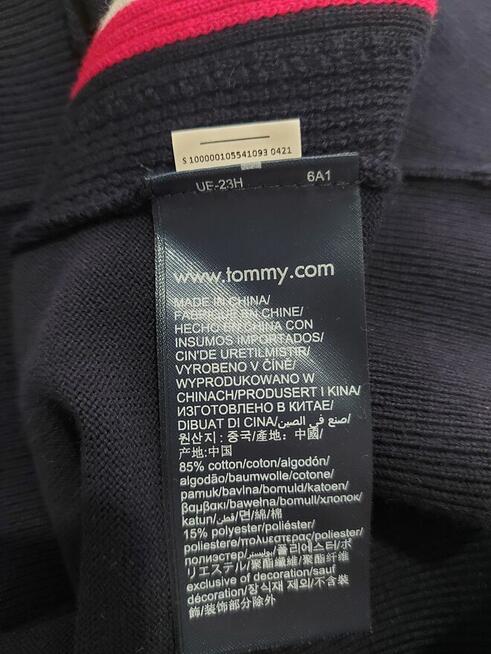 S 100000105541093 0421
UE-23H 6A1
www.tommy.com
MADE IN CHINA/
FABRIQUÉ EN CHINE/
HECHO EN CHINA CON
INSUMOS IMPORTADOS/
CIN'DE URETILMISTIR/
VYROBENO V ČÍNE/
WYPRODUKOWANO W
CHINACH/PRODUSERT I KINA/
ИЗГОТОВЛЕНО В КИТАЕ/
DIBUAT DI CINA/صنع في الصين/
원산지 : 중국/產地: 中國/
产地:中国
85% cotton/coton/algodón/
algodão/baumwolle/cotone/
pamuk/bavlna/bomuld/katoen/
βαμβακι/bawełna/bomull/хлопок/
katun/قطن/면/綿/棉
15% polyester/poliéster/
poliestere/πολυεστερας/poliester/
полиэстер/بوليستر/폴리에스터/ポ
リエステル/聚酯纖維/聚酯纤维
exclusive of decoration/sauf
décoration/장식재 제외/不含裝
飾/装饰部分除外